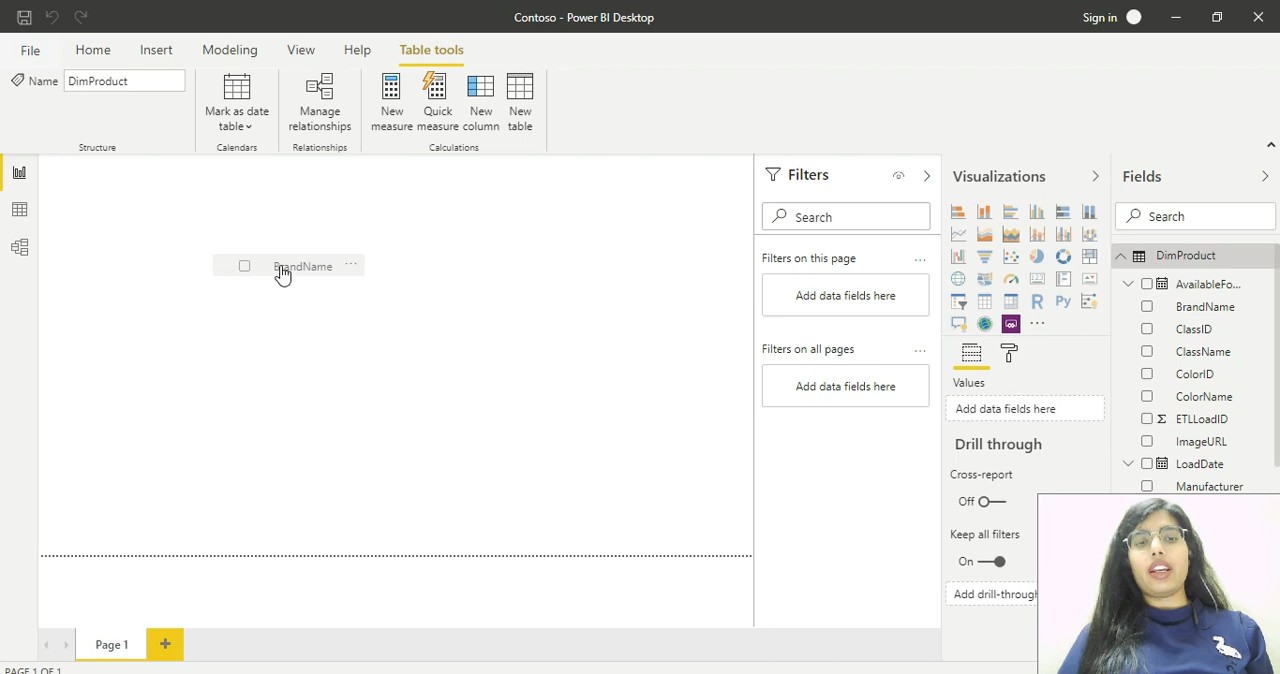 Contoso - Power BI Desktop
Sign in
File Home Insert Modeling View Help Table tools
Name DimProduct
Mark as date table
Manage relationships
New measure
Quick measure
New column
New table
Structure
Calendars
Relationships
Calculations
BrandName
Filters
Search
Filters on this page ...
Add data fields here
Filters on all pages ...
Add data fields here
Visualizations
R
Py
Values
Add data fields here
Drill through
Cross-report
Off
Keep all filters
On
Add drill-through
Fields
Search
DimProduct
AvailableFo...
BrandName
ClassID
ClassName
ColorID
ColorName
Σ ETLLoadID
ImageURL
LoadDate
Manufacturer
Page 1
PAGE 1 OF 1